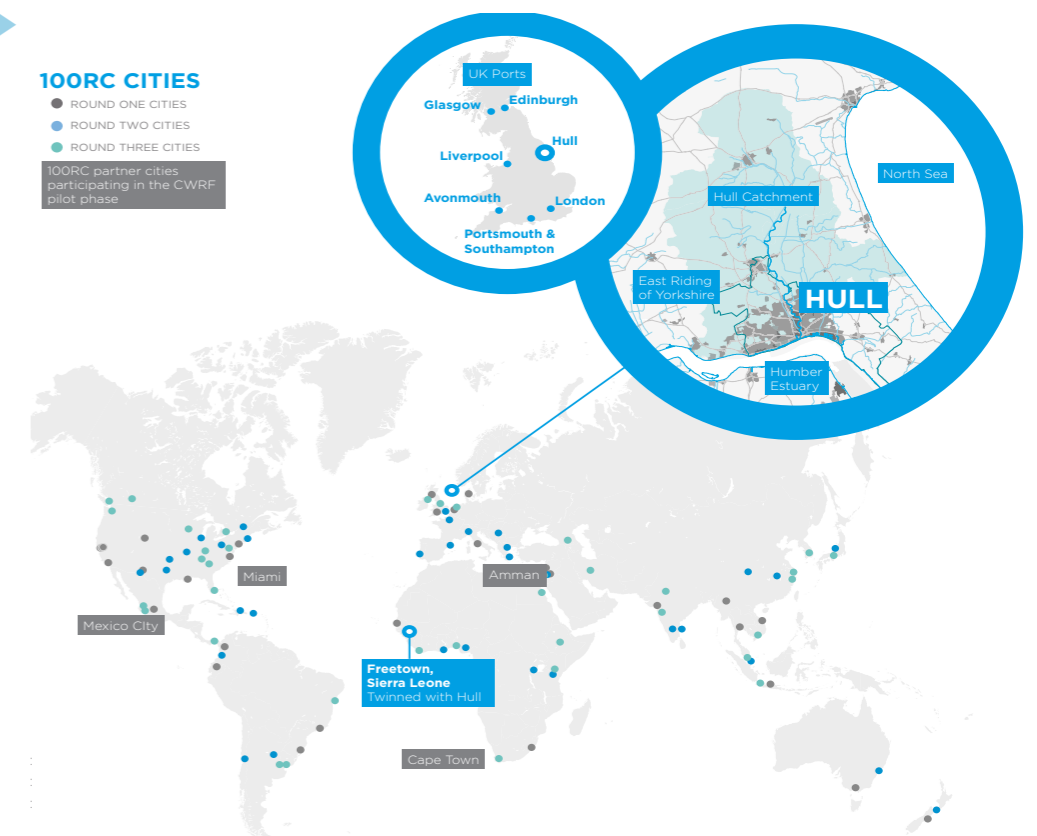 100RC CITIES
ROUND ONE CITIES
ROUND TWO CITIES
ROUND THREE CITIES
100RC partner cities
participating in the CWRF
pilot phase
UK Ports
Glasgow
Edinburgh
Hull
Liverpool
Avonmouth
London
Portsmouth &
Southampton
North Sea
Hull Catchment
East Riding
of Yorkshire
HULL
Humber
Estuary
Miami
Amman
Mexico CIty
Freetown,
Sierra Leone
Twinned with Hull
Cape Town
:
:
: